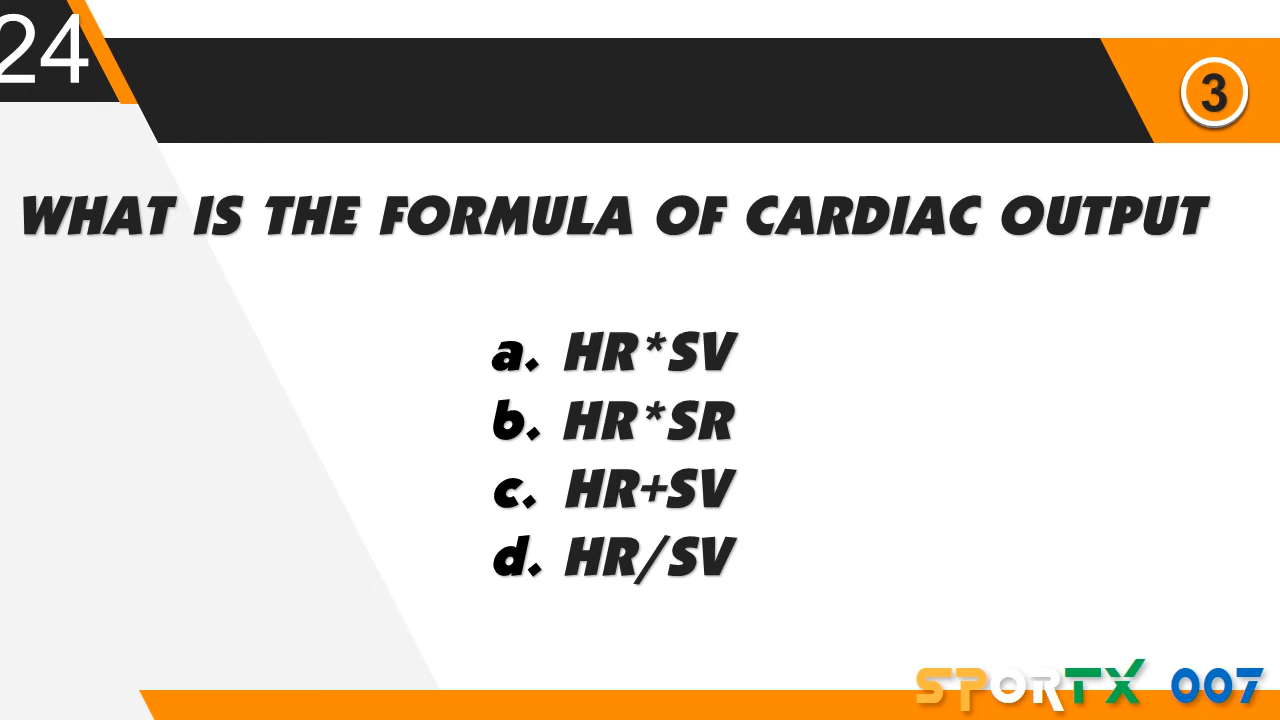 24
3
WHAT IS THE FORMULA OF CARDIAC OUTPUT
a. HR*SV
b. HR*SR
c. HR+SV
d. HR/SV
SPORTX 007